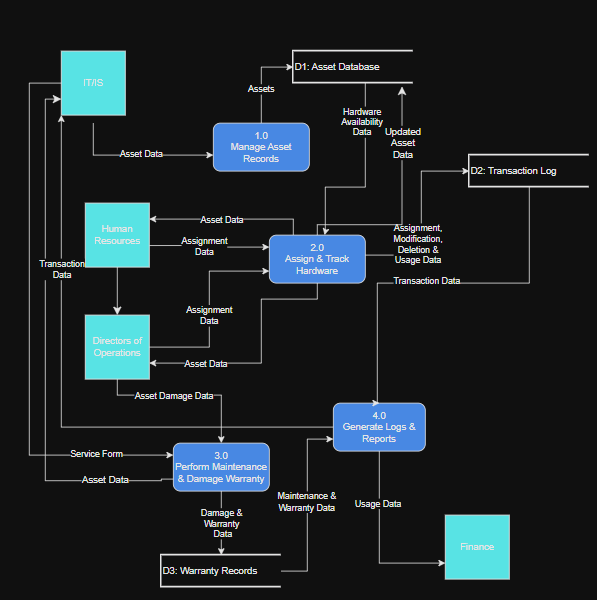 IT/IS
D1: Asset Database
Assets
Hardware
Availability
Data
Updated
Asset
Data
1.0
Manage Asset
Records
Asset Data
D2: Transaction Log
Human
Resources
Asset Data
Assignment
Data
2.0
Assign & Track
Hardware
Assignment,
Modification,
Deletion &
Usage Data
Transaction
Data
Transaction Data
Assignment
Data
Directors of
Operations
Asset Data
Asset Damage Data
4.0
Generate Logs &
Reports
Service Form
3.0
Perform Maintenance
& Damage Warranty
Asset Data
Maintenance &
Warranty Data
Usage Data
Damage &
Warranty
Data
Finance
D3: Warranty Records